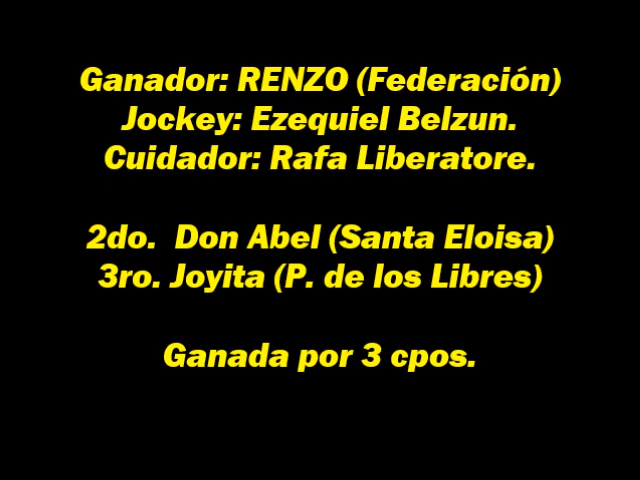 Ganador: RENZO (Federación)
Jockey: Ezequiel Belzun.
Cuidador: Rafa Liberatore.
2do. Don Abel (Santa Eloisa)
3ro. Joyita (P. de los Libres)
Ganada por 3 cpos.